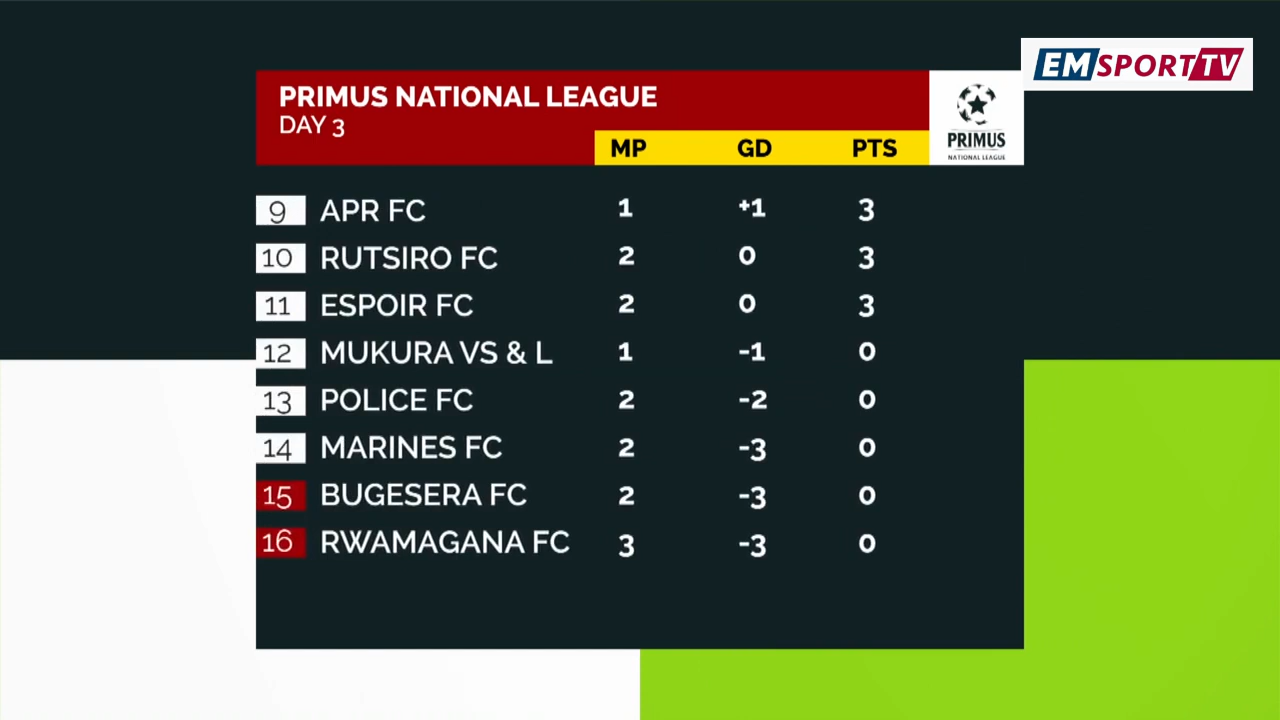 EMSPORTTV
PRIMUS NATIONAL LEAGUE
DAY 3
MP GD PTS
PRIMUS
NATIONAL LEAGUE
9 APR FC 1 +1 3
10 RUTSIRO FC 2 0 3
11 ESPOIR FC 2 0 3
12 MUKURA VS & L 1 -1 0
13 POLICE FC 2 -2 0
14 MARINES FC 2 -3 0
15 BUGESERA FC 2 -3 0
16 RWAMAGANA FC 3 -3 0